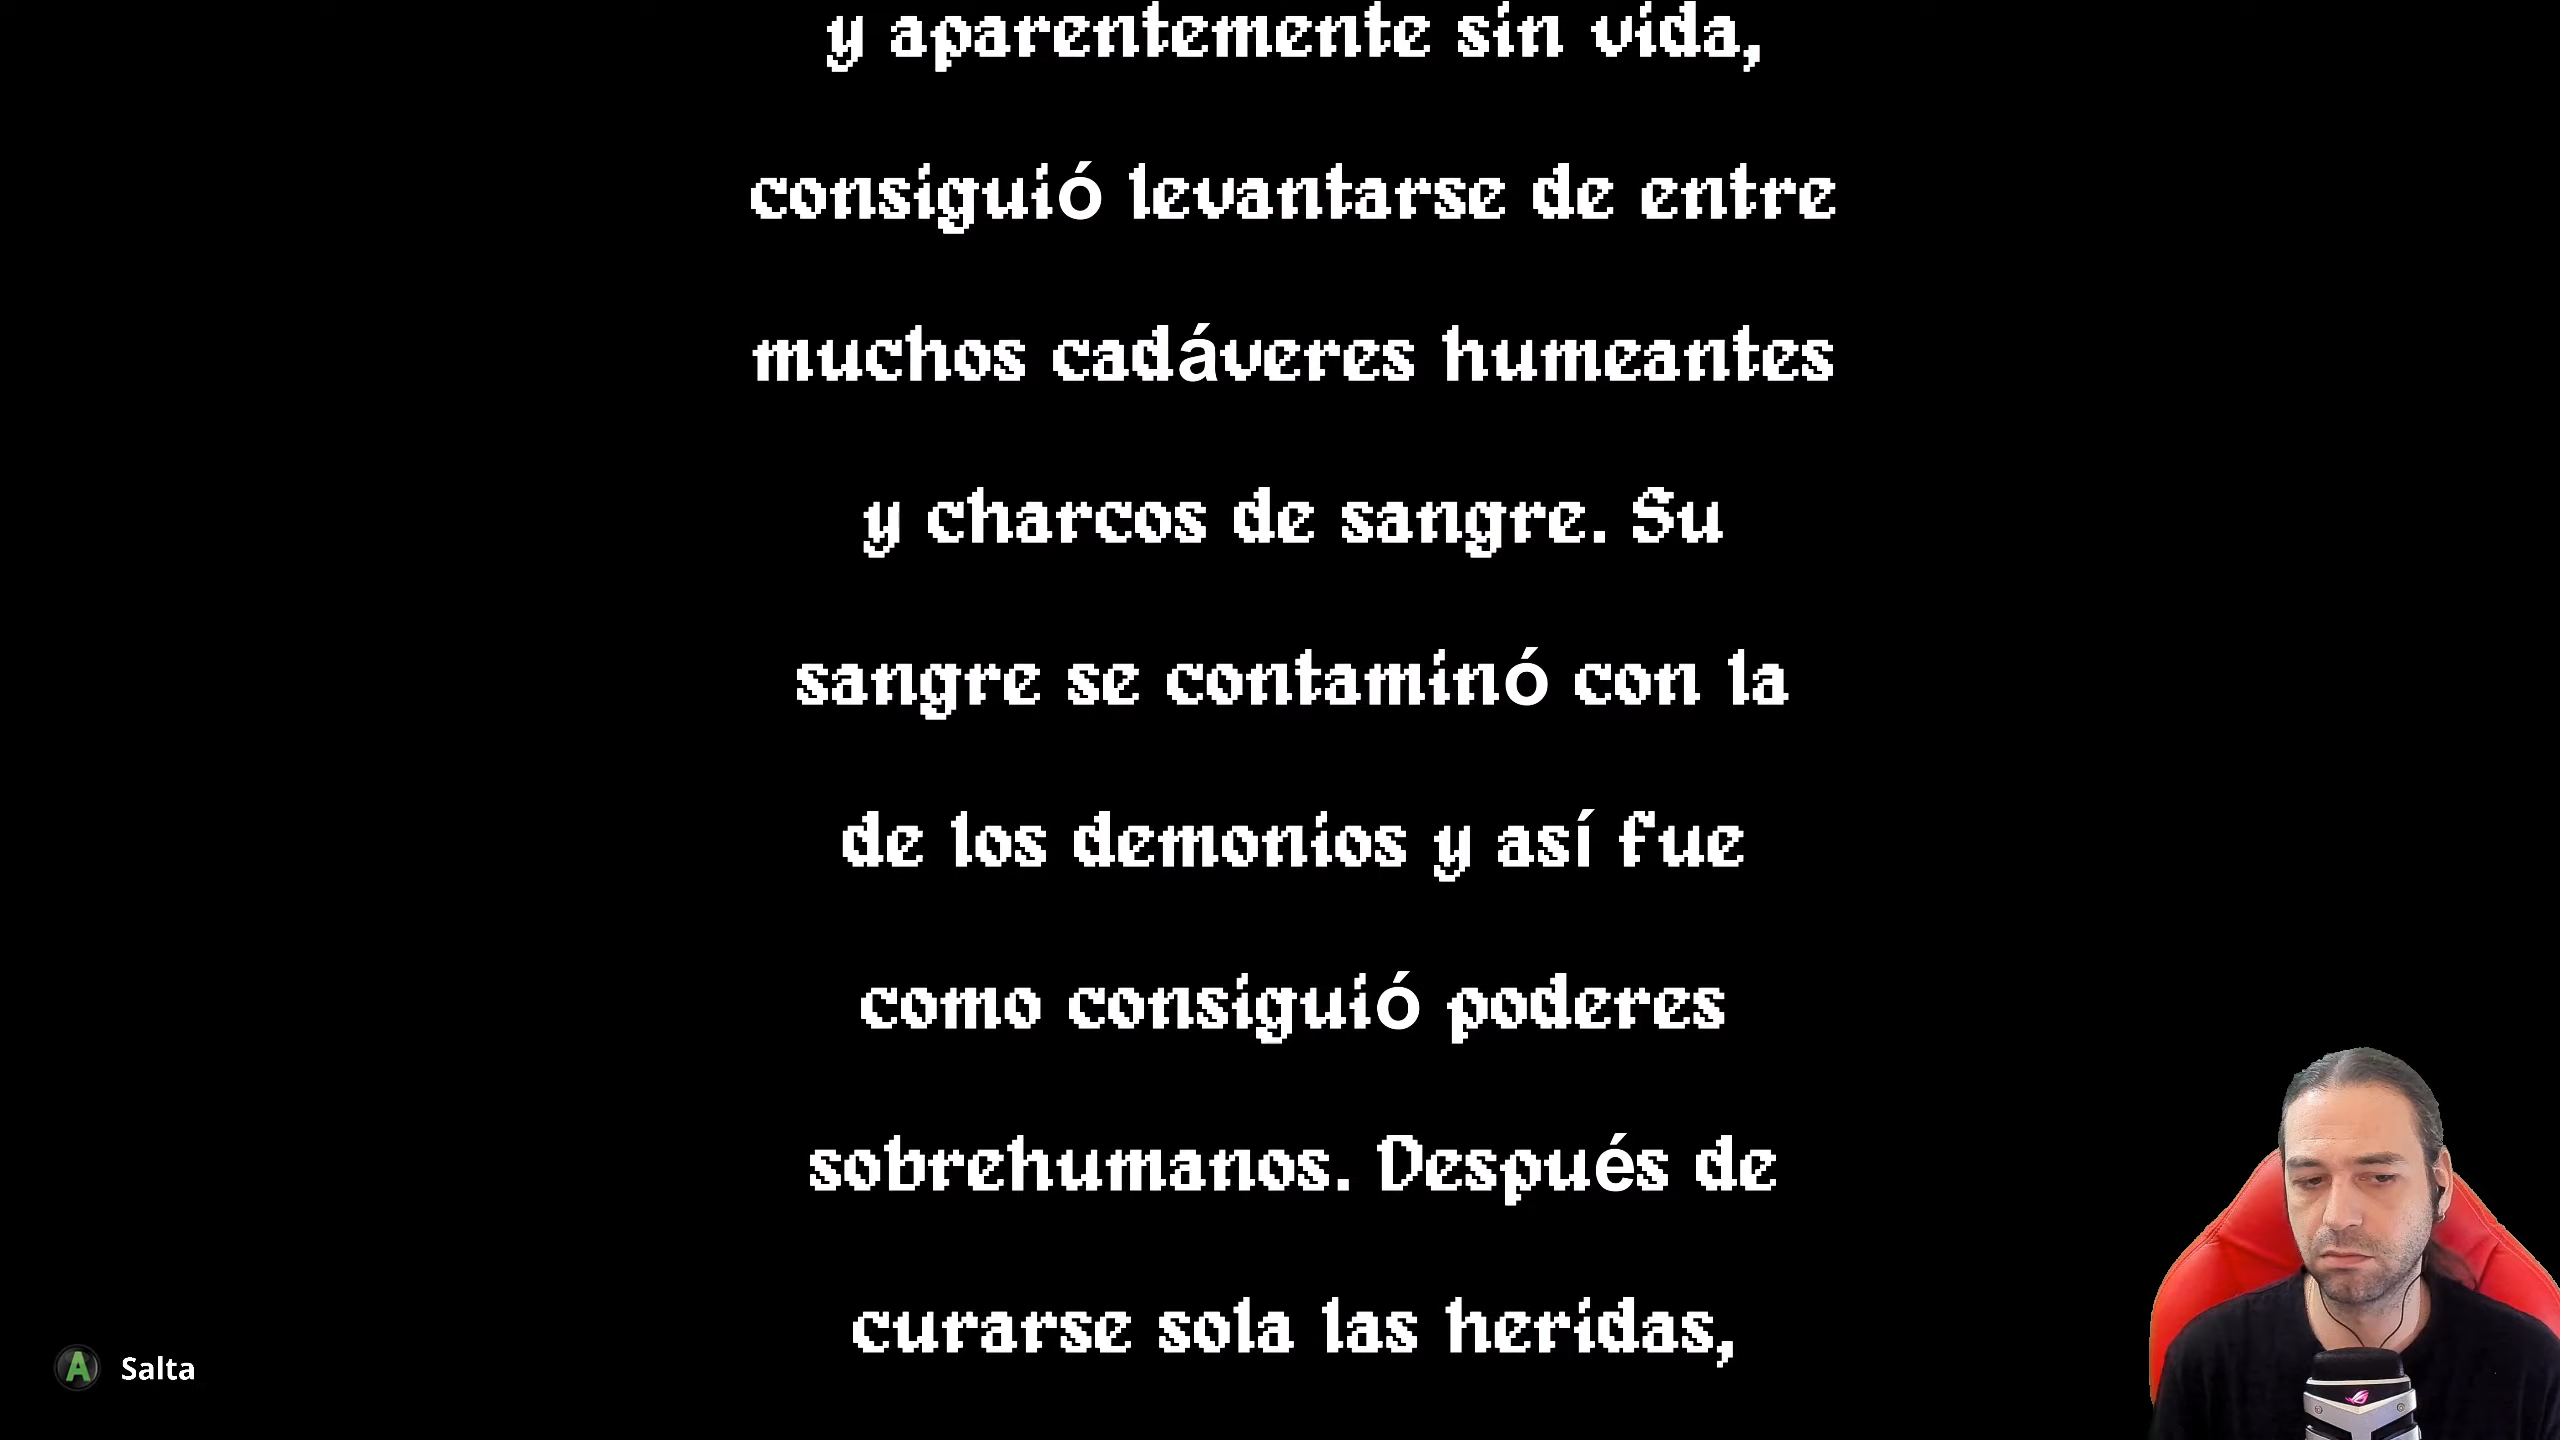 y aparentemente sin vida,
consiguió levantarse de entre
muchos cadáveres humeantes
y charcos de sangre. Su
sangre se contaminó con la
de los demonios y así fue
como consiguió poderes
sobrehumanos. Después de
curarse sola las heridas,
A Salta